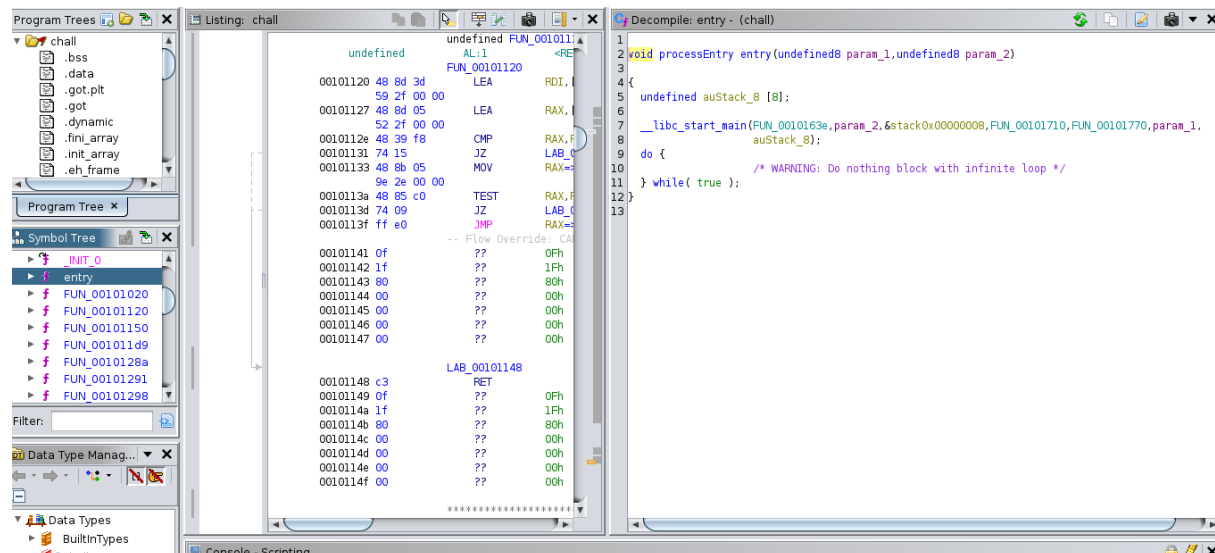 Program Trees
chall
.bss
.data
.got.plt
.got
.dynamic
.fini_array
.init_array
.eh_frame
Program Tree ×
Symbol Tree
_INIT_0
entry
FUN_00101020
FUN_00101120
FUN_00101150
FUN_001011d9
FUN_0010128a
FUN_00101291
FUN_00101298
Filter:
Data Type Manag...
Data Types
BuiltInTypes
Listing: chall
undefined FUN_0010112
undefined AL:1 <RE
FUN_00101120
00101120 48 8d 3d LEA RDI,
59 2f 00 00
00101127 48 8d 05 LEA RAX,
52 2f 00 00
0010112e 48 39 f8 CMP RAX,
00101131 74 15 JZ LAB_0
00101133 48 8b 05 MOV RAX=>
9e 2e 00 00
0010113a 48 85 c0 TEST RAX,
0010113d 74 09 JZ LAB_0
0010113f ff e0 JMP RAX=>
-- Flow Override: CAL
00101141 0f ?? 0Fh
00101142 1f ?? 1Fh
00101143 80 ?? 80h
00101144 00 ?? 00h
00101145 00 ?? 00h
00101146 00 ?? 00h
00101147 00 ?? 00h
LAB_00101148
00101148 c3 RET
00101149 0f ?? 0Fh
0010114a 1f ?? 1Fh
0010114b 80 ?? 80h
0010114c 00 ?? 00h
0010114d 00 ?? 00h
0010114e 00 ?? 00h
0010114f 00 ?? 00h
*********************
Console - Scripting
Decompile: entry - (chall)
1
2 void processEntry entry(undefined8 param_1,undefined8 param_2)
3
4 {
5 undefined auStack_8 [8];
6
7 __libc_start_main(FUN_0010163e,param_2,&stack0x00000008,FUN_00101710,FUN_00101770,param_1,
8 auStack_8);
9 do {
10 /* WARNING: Do nothing block with infinite loop */
11 } while( true );
12 }
13